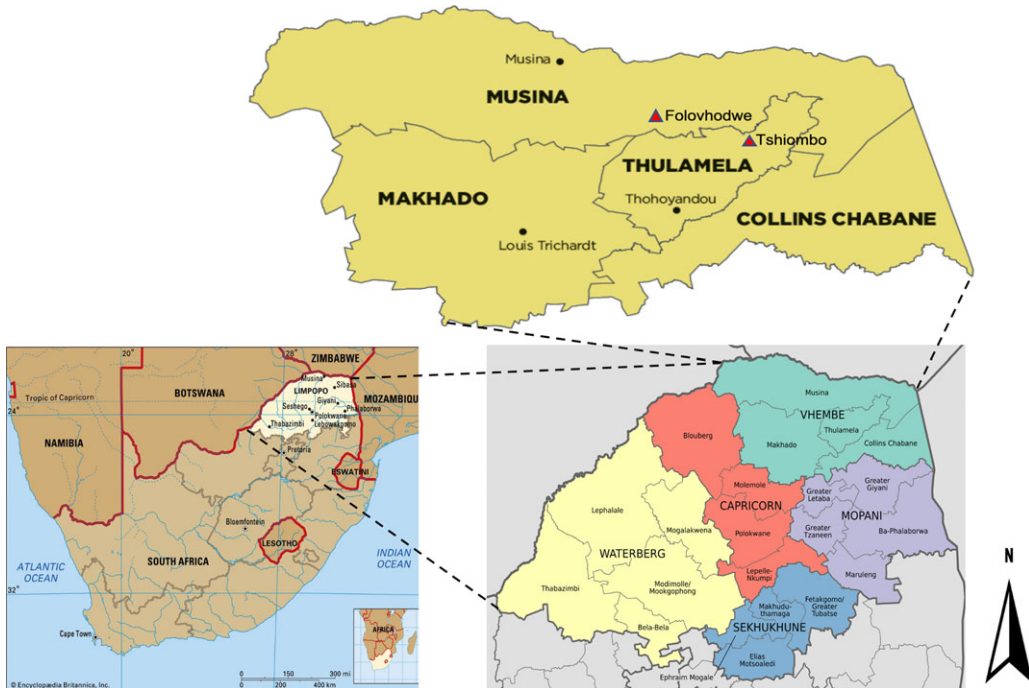 Musina
MUSINA
Folovhodwe
Tshiombo
THULAMELA
MAKHADO
Thohoyandou
COLLINS CHABANE
Louis Trichardt
20°
28°
ZIMBABWE
Musina
Sibasa
BOTSWANA
LIMPOPO
Giyani
MOZAMBIQUE
Tropic of Capricorn
24°
Seshego
Phalaborwa
Polokwane
Thabazimbi
Lebowakgomo
NAMIBIA
Pretoria
ESWATINI
Bloemfontein
LESOTHO
SOUTH AFRICA
ATLANTIC
OCEAN
INDIAN
OCEAN
32°
Cape Town
AFRICA
0 150 300 mi
0 200 400 km
© Encyclopædia Britannica, Inc.
Musina
VHEMBE
Thulamela
Makhado
Collins Chabane
Blouberg
Molemole
Greater
Letaba
Greater
Giyani
CAPRICORN
MOPANI
Lephalale
Mogalakwena
Polokwane
Greater
Tzaneen
Ba-Phalaborwa
WATERBERG
Lepelle-
Nkumpi
Maruleng
Thabazimbi
Modimolle/
Mookgophong
Makhudu-
thamaga
Fetakgomo/
Greater
Tubatse
Bela-Bela
SEKHUKHUNE
Elias
Motsoaledi
Ephraim Mogale
N